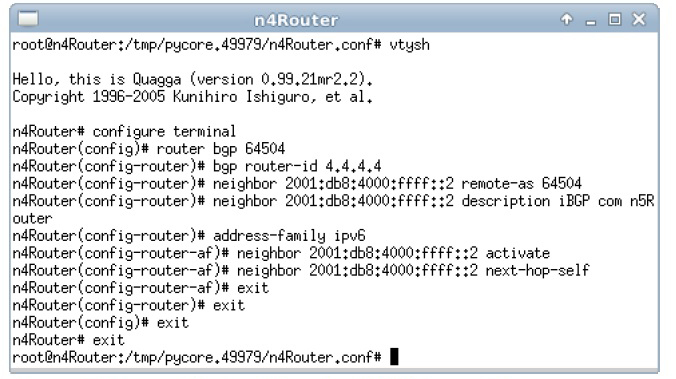 n4Router
root@n4Router:/tmp/pycore.49979/n4Router.conf# vtysh
Hello, this is Quagga (version 0.99.21mr2.2).
Copyright 1996-2005 Kunihiro Ishiguro, et al.
n4Router# configure terminal
n4Router(config)# router bgp 64504
n4Router(config-router)# bgp router-id 4.4.4.4
n4Router(config-router)# neighbor 2001:db8:4000:ffff::2 remote-as 64504
n4Router(config-router)# neighbor 2001:db8:4000:ffff::2 description iBGP com n5R
outer
n4Router(config-router)# address-family ipv6
n4Router(config-router-af)# neighbor 2001:db8:4000:ffff::2 activate
n4Router(config-router-af)# neighbor 2001:db8:4000:ffff::2 next-hop-self
n4Router(config-router-af)# exit
n4Router(config-router)# exit
n4Router(config)# exit
n4Router# exit
root@n4Router:/tmp/pycore.49979/n4Router.conf#